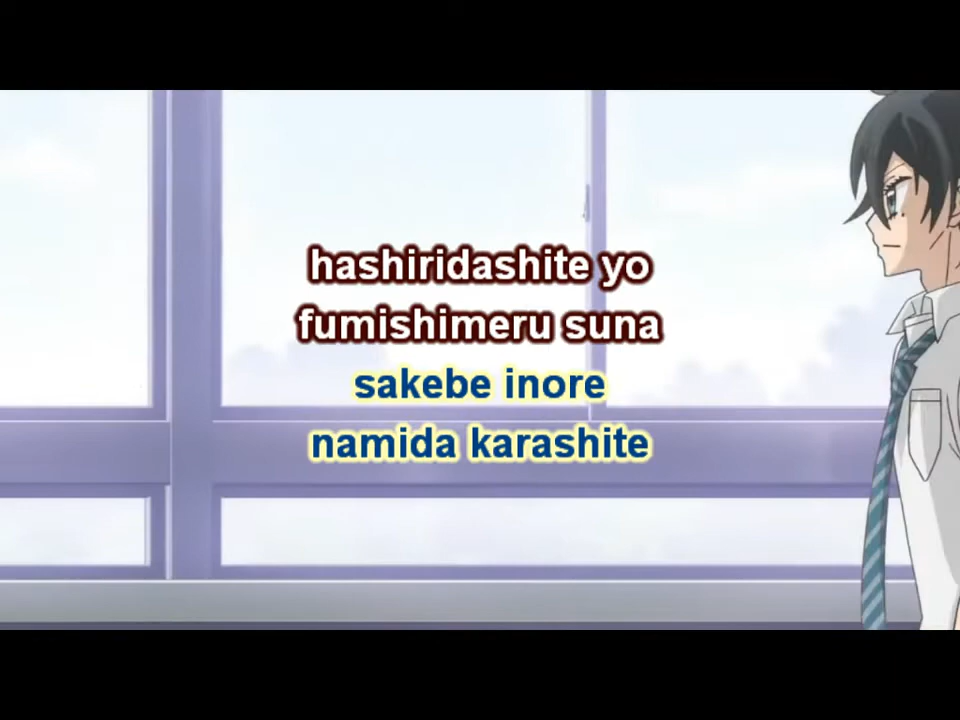 hashiridashite yo
fumishimeru suna
sakebe inore
namida karashite